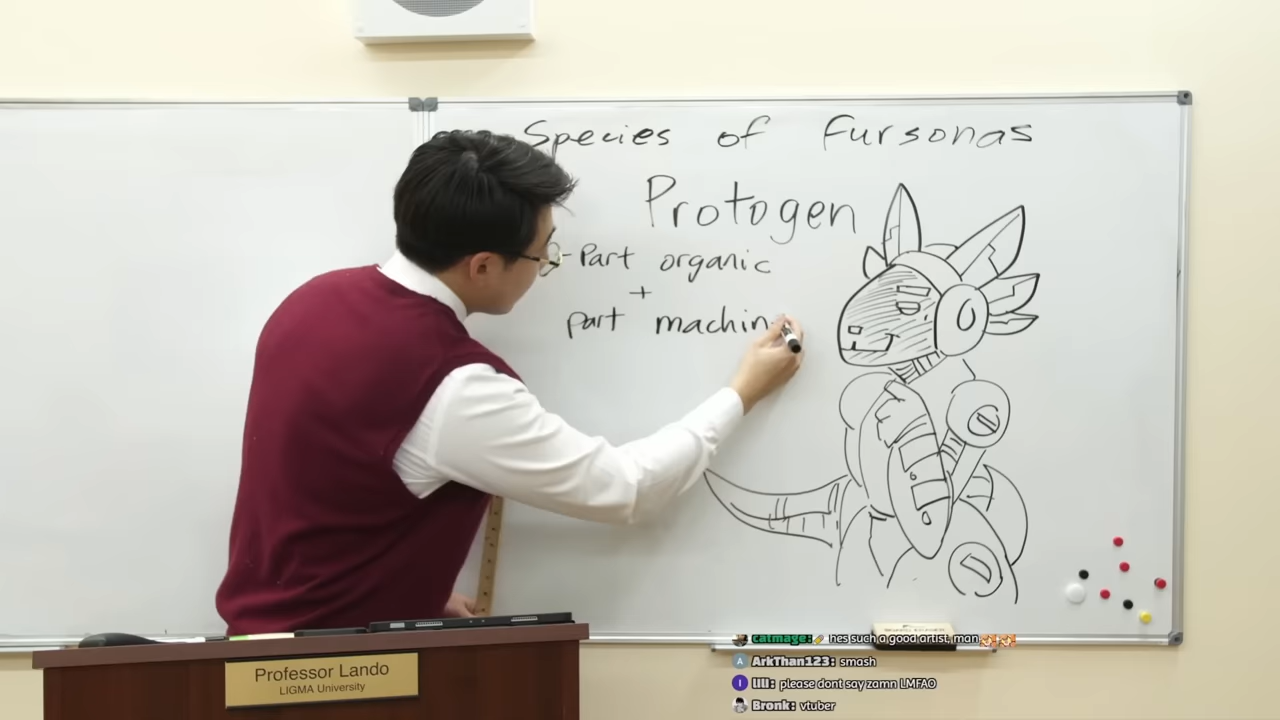 Species of Fursonas
Protogen
- Part organic
+
part machin
Professor Lando
LIGMA University
catmage: hes such a good artist, man
ArkThan123: smash
please dont say zamn LMFAO
Bronk: vtuber